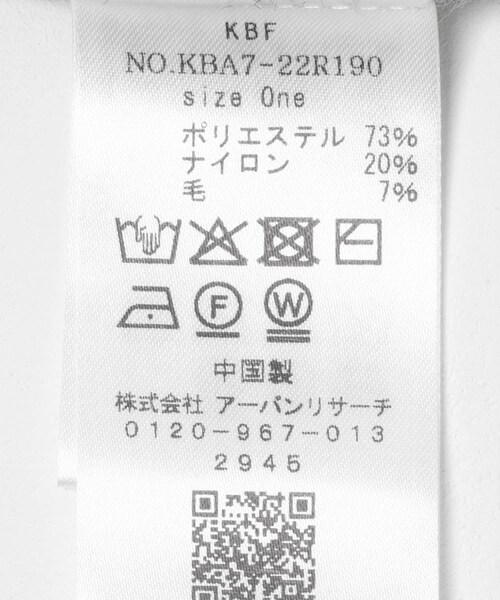 KBF
NO.KBA7-22R190
size One
ポリエステル 73%
ナイロン 20%
毛 7%
F W
中国製
株式会社 アーバンリサーチ
0120-967-013
2945